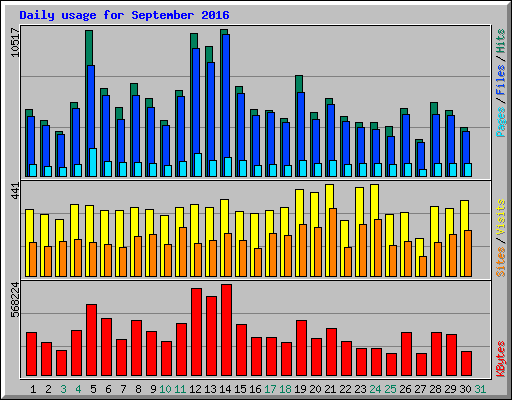 Daily usage for September 2016
10517
Pages / Files / Hits
441
Sites / Visits
568224
KBytes
1 2 3 4 5 6 7 8 9 10 11 12 13 14 15 16 17 18 19 20 21 22 23 24 25 26 27 28 29 30 31